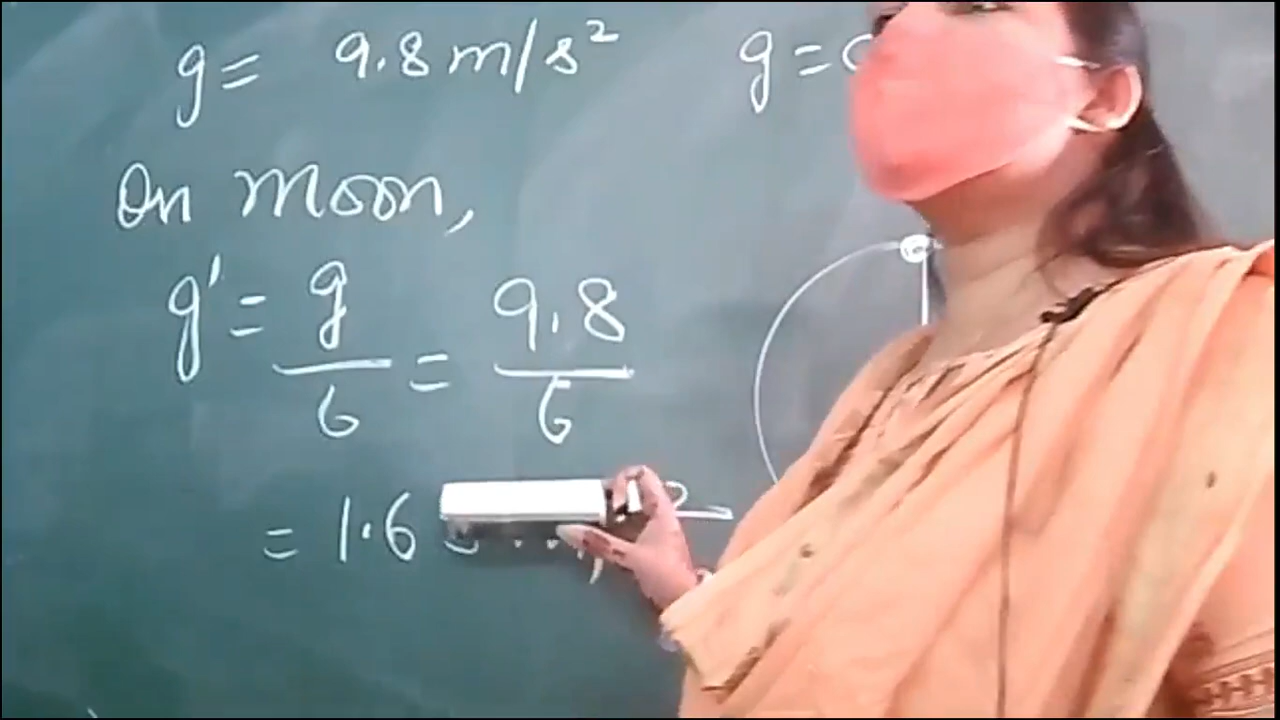 g = 9.8 m/s² g =
On moon,
g' = g/6 = 9.8/6
= 1.6